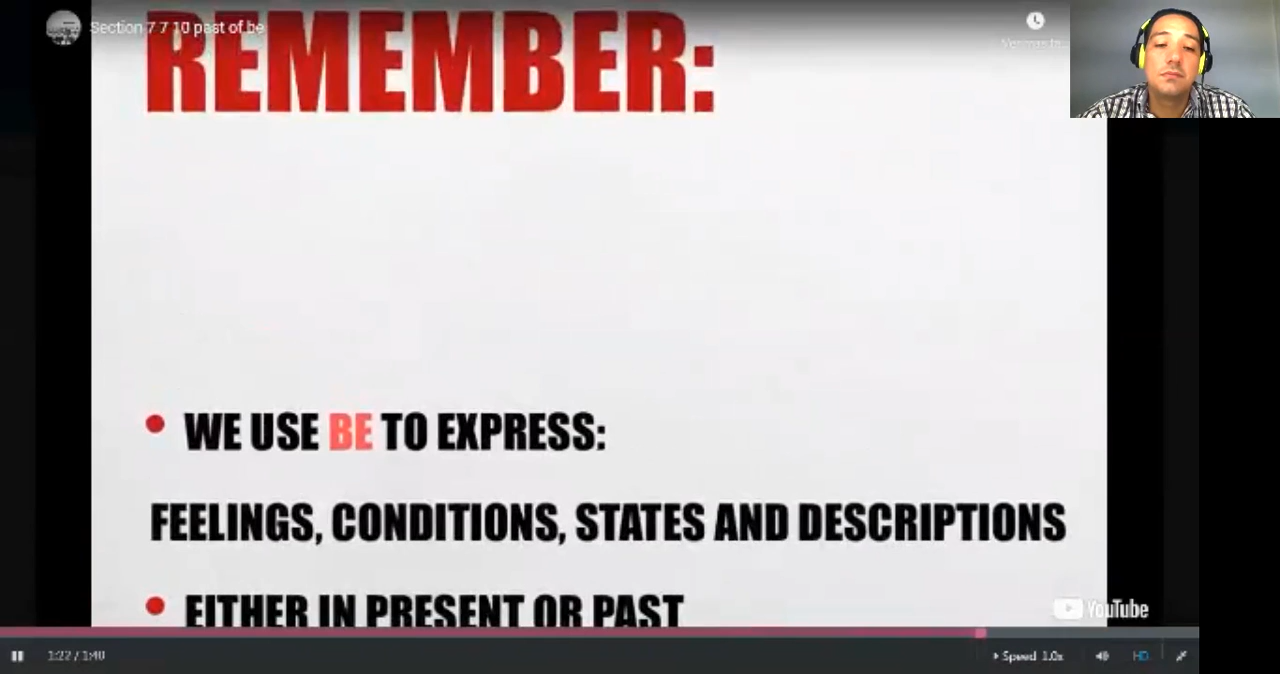 Section 7 7 10 past of be
REMEMBER:
• WE USE BE TO EXPRESS:
FEELINGS, CONDITIONS, STATES AND DESCRIPTIONS
• EITHER IN PRESENT OR PAST
YouTube
1:22 / 1:40
Speed 1.0x
HD